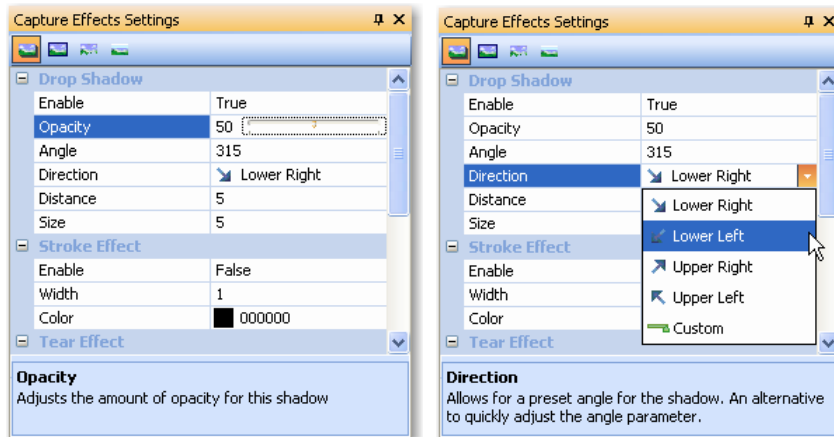 Capture Effects Settings
Drop Shadow
Enable True
Opacity 50
Angle 315
Direction Lower Right
Distance 5
Size 5
Stroke Effect
Enable False
Width 1
Color 000000
Tear Effect
Opacity
Adjusts the amount of opacity for this shadow
Capture Effects Settings
Drop Shadow
Enable True
Opacity 50
Angle 315
Direction Lower Right
Distance
Size
Stroke Effect
Enable
Width
Color
Tear Effect
Lower Right
Lower Left
Upper Right
Upper Left
Custom
Direction
Allows for a preset angle for the shadow. An alternative
to quickly adjust the angle parameter.